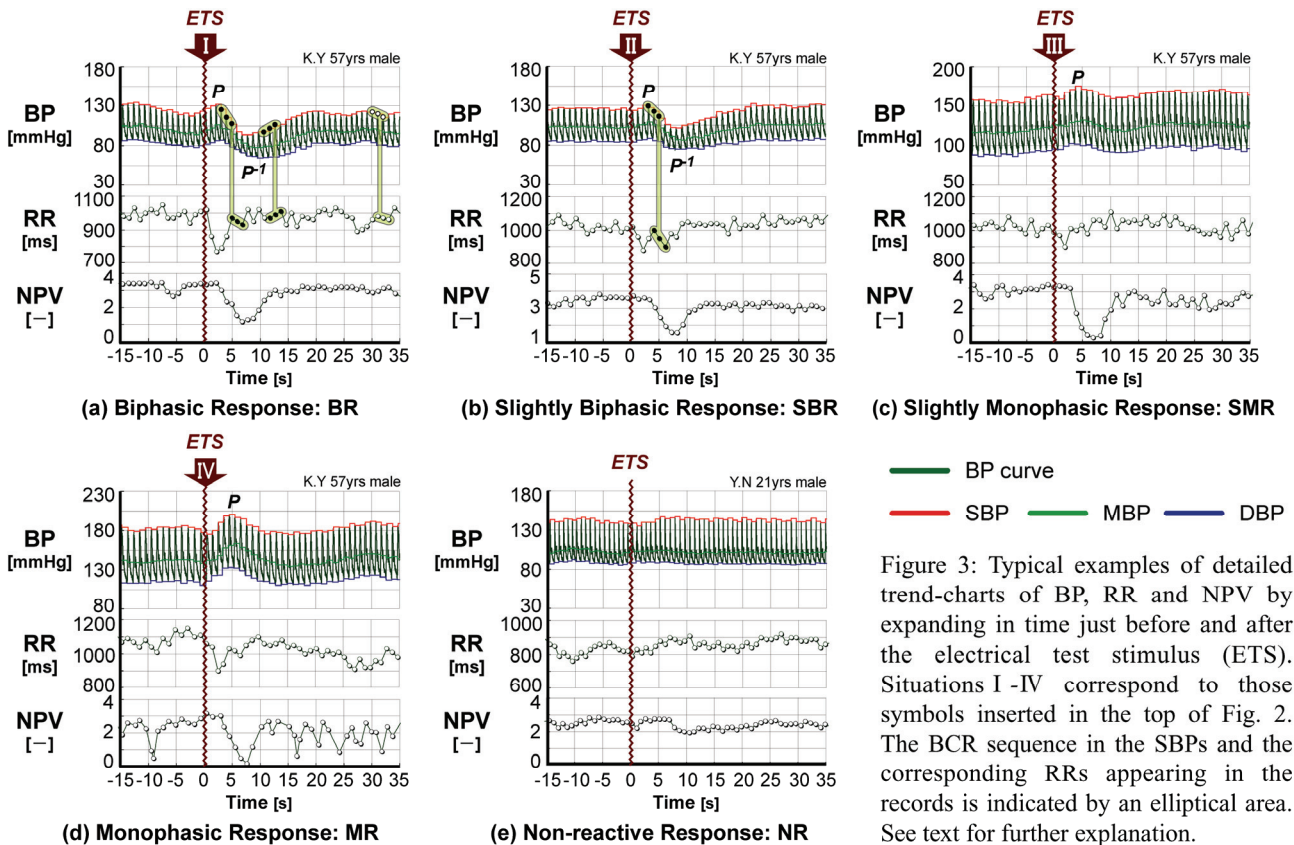 ETS
I
K.Y 57yrs male
180
130
80
30
BP
[mmHg]
P
P-1
1100
900
700
RR
[ms]
4
2
0
NPV
[−]
-15 -10 -5 0 5 10 15 20 25 30 35
Time [s]
(a) Biphasic Response: BR
ETS
II
K.Y 57yrs male
180
130
80
30
BP
[mmHg]
P
P-1
1200
1000
800
RR
[ms]
5
3
1
NPV
[−]
-15 -10 -5 0 5 10 15 20 25 30 35
Time [s]
(b) Slightly Biphasic Response: SBR
ETS
III
K.Y 57yrs male
200
150
100
50
BP
[mmHg]
P
1200
1000
800
RR
[ms]
4
2
0
NPV
[−]
-15 -10 -5 0 5 10 15 20 25 30 35
Time [s]
(c) Slightly Monophasic Response: SMR
ETS
IV
K.Y 57yrs male
230
180
130
80
BP
[mmHg]
P
1200
1000
800
RR
[ms]
4
2
0
NPV
[−]
-15 -10 -5 0 5 10 15 20 25 30 35
Time [s]
(d) Monophasic Response: MR
ETS
Y.N 21yrs male
180
130
80
30
BP
[mmHg]
1000
800
600
RR
[ms]
4
2
0
NPV
[−]
-15 -10 -5 0 5 10 15 20 25 30 35
Time [s]
(e) Non-reactive Response: NR
BP curve
SBP MBP DBP
Figure 3: Typical examples of detailed
trend-charts of BP, RR and NPV by
expanding in time just before and after
the electrical test stimulus (ETS).
Situations I -IV correspond to those
symbols inserted in the top of Fig. 2.
The BCR sequence in the SBPs and the
corresponding RRs appearing in the
records is indicated by an elliptical area.
See text for further explanation.